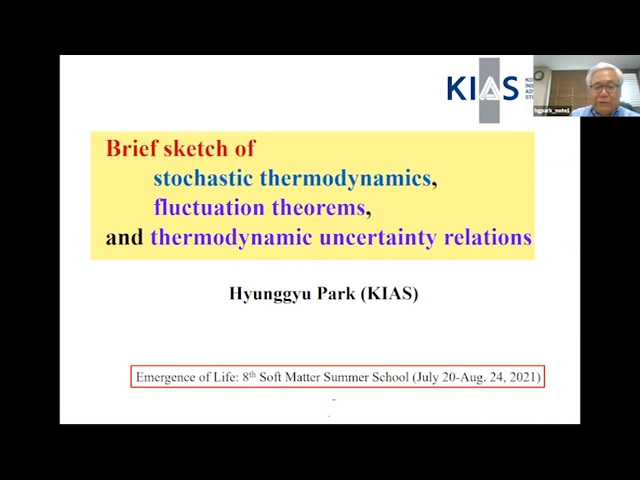 KIAS
hgpark_note1
Brief sketch of
stochastic thermodynamics,
fluctuation theorems,
and thermodynamic uncertainty relations
Hyunggyu Park (KIAS)
Emergence of Life: 8th Soft Matter Summer School (July 20-Aug. 24, 2021)